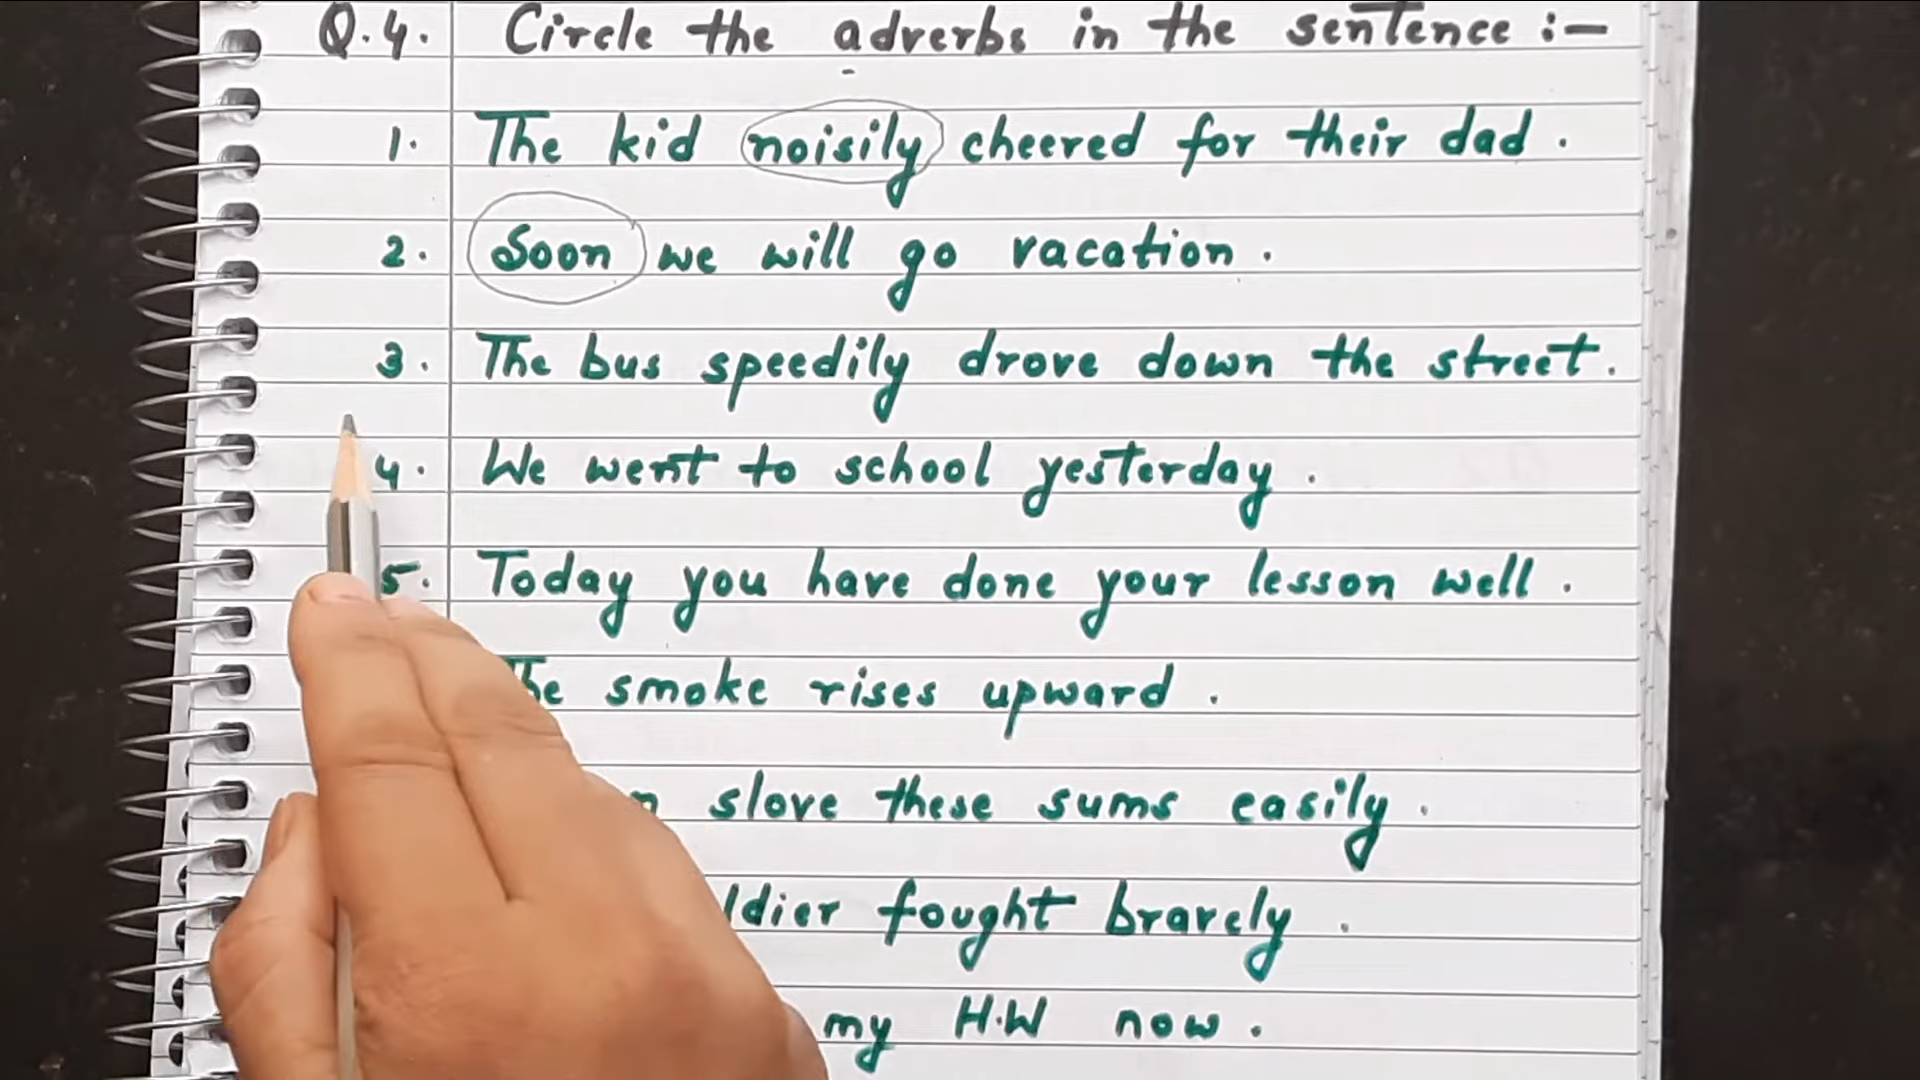 Q.4. Circle the adverbs in the sentence :-
1. The kid noisily cheered for their dad .
2. Soon we will go vacation .
3. The bus speedily drove down the street .
4. We went to school yesterday .
5. Today you have done your lesson well .
The smoke rises upward .
slove these sums easily .
fought bravely .
my H.W now .